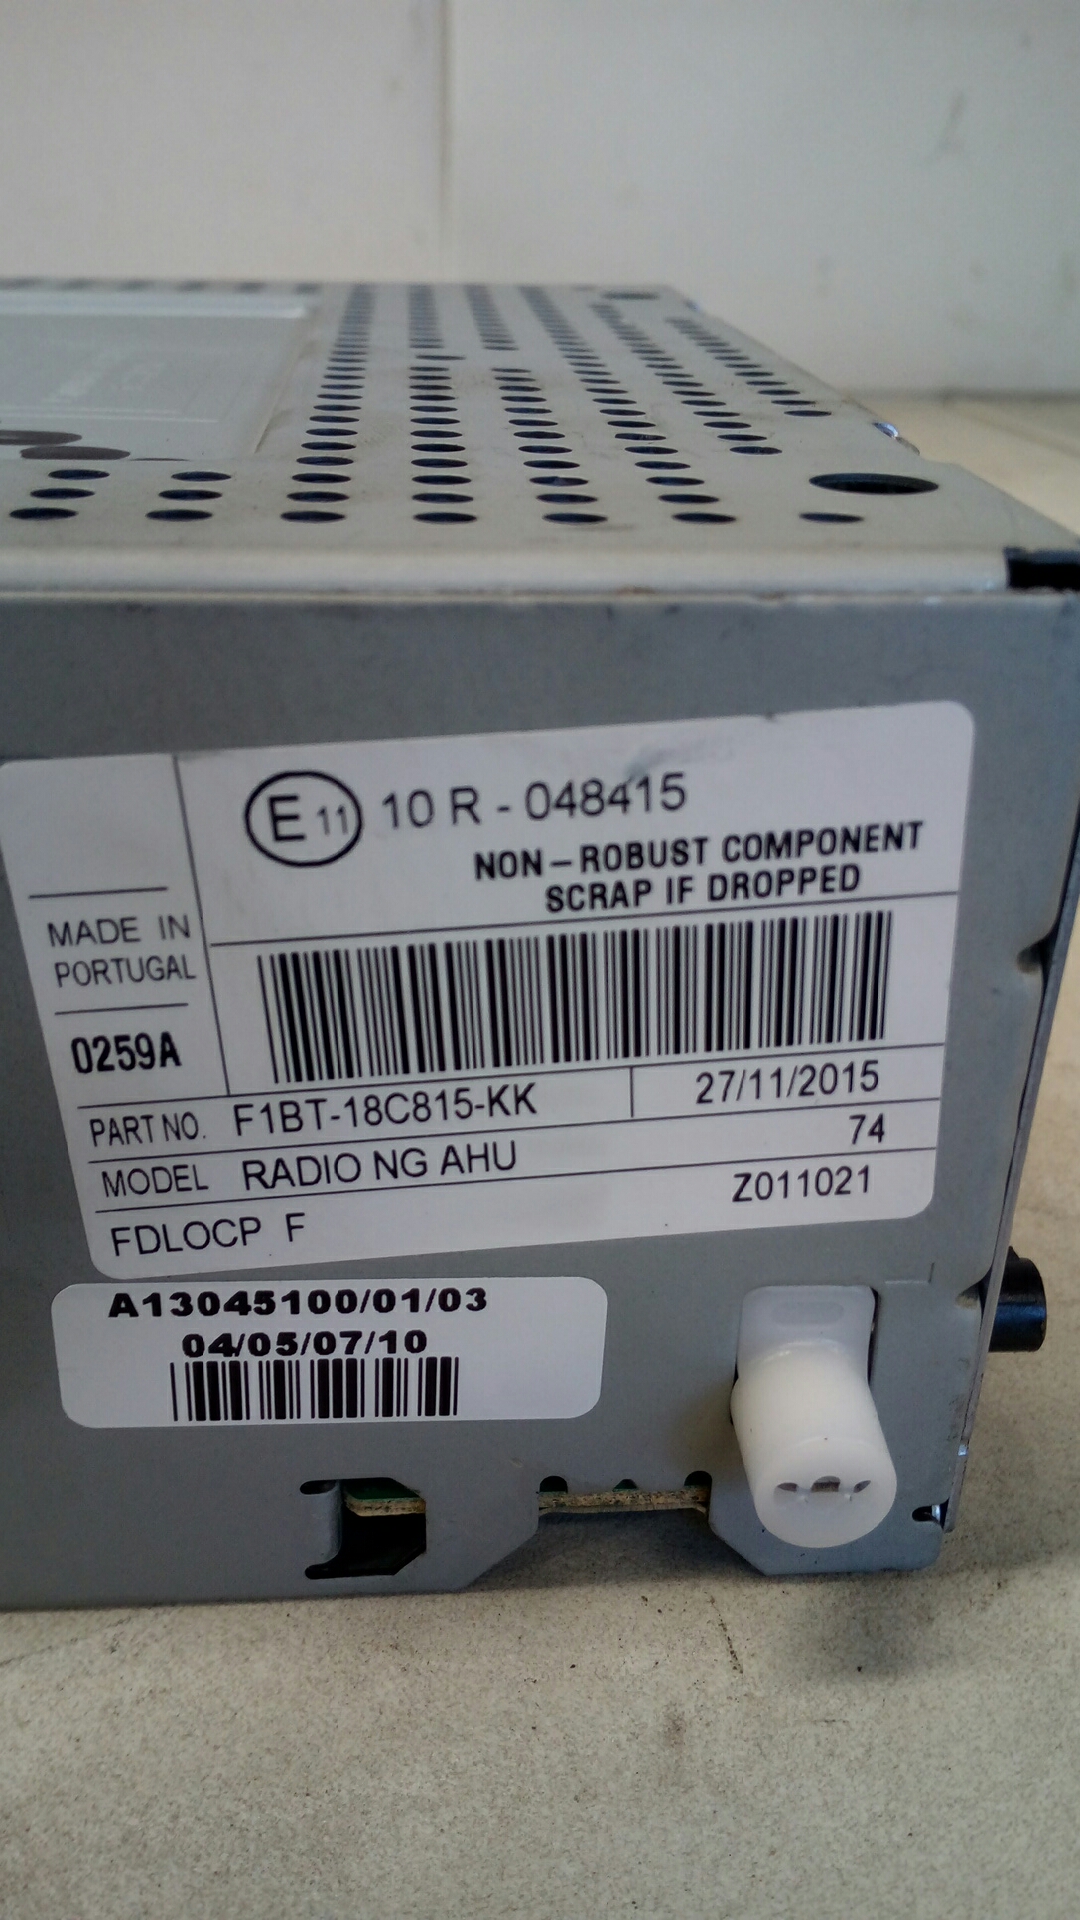 E 11 10 R - 048415
NON-ROBUST COMPONENT
SCRAP IF DROPPED
MADE IN
PORTUGAL
0259A
PART NO. F1BT-18C815-KK 27/11/2015
MODEL RADIO NG AHU 74
FDLOCP F Z011021
A13045100/01/03
04/05/07/10